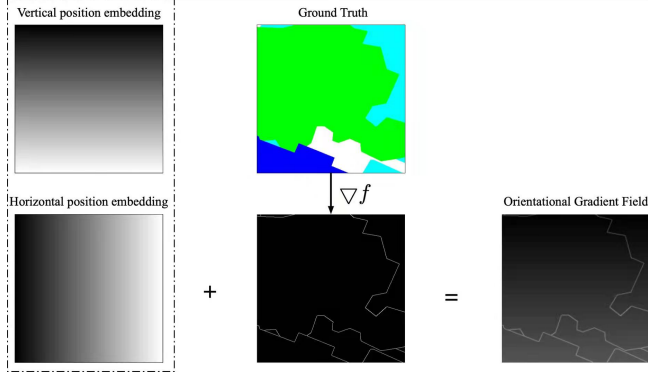 Vertical position embedding
Ground Truth
▽f
Horizontal position embedding
Orientational Gradient Field
+
=